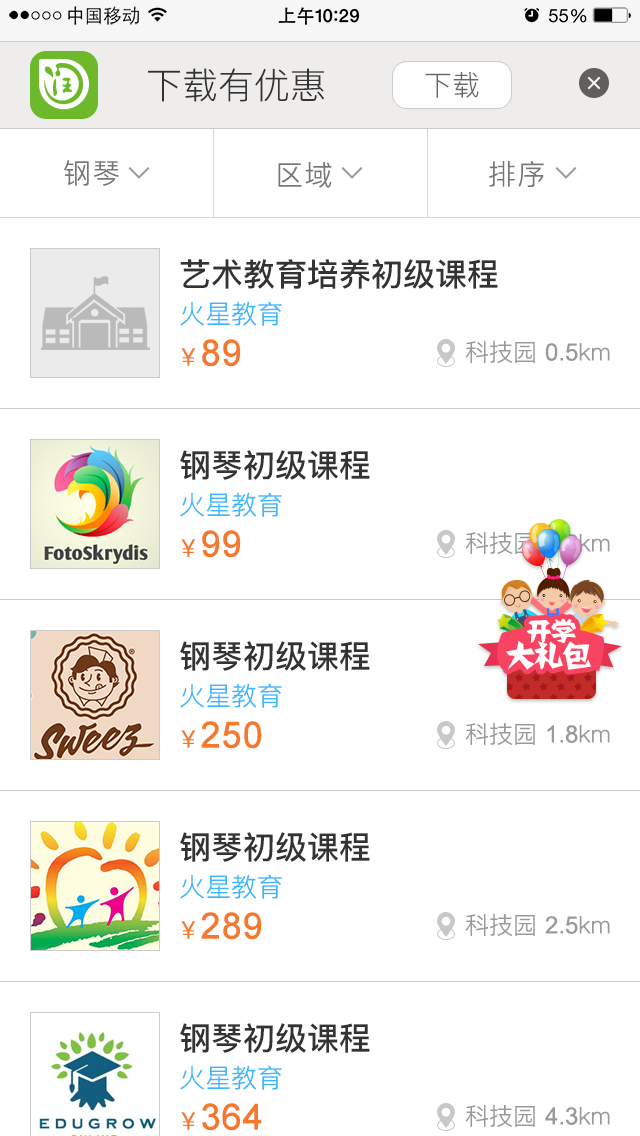 中国移动 上午10:29 55%
下载有优惠 下载
钢琴 区域 排序
艺术教育培养初级课程
火星教育
¥89 科技园 0.5km
钢琴初级课程
FotoSkrydis
火星教育
¥99 科技园 km
开学
大礼包
钢琴初级课程
火星教育
Sweez
¥250 科技园 1.8km
钢琴初级课程
火星教育
¥289 科技园 2.5km
钢琴初级课程
火星教育
EDUGROW
¥364 科技园 4.3km